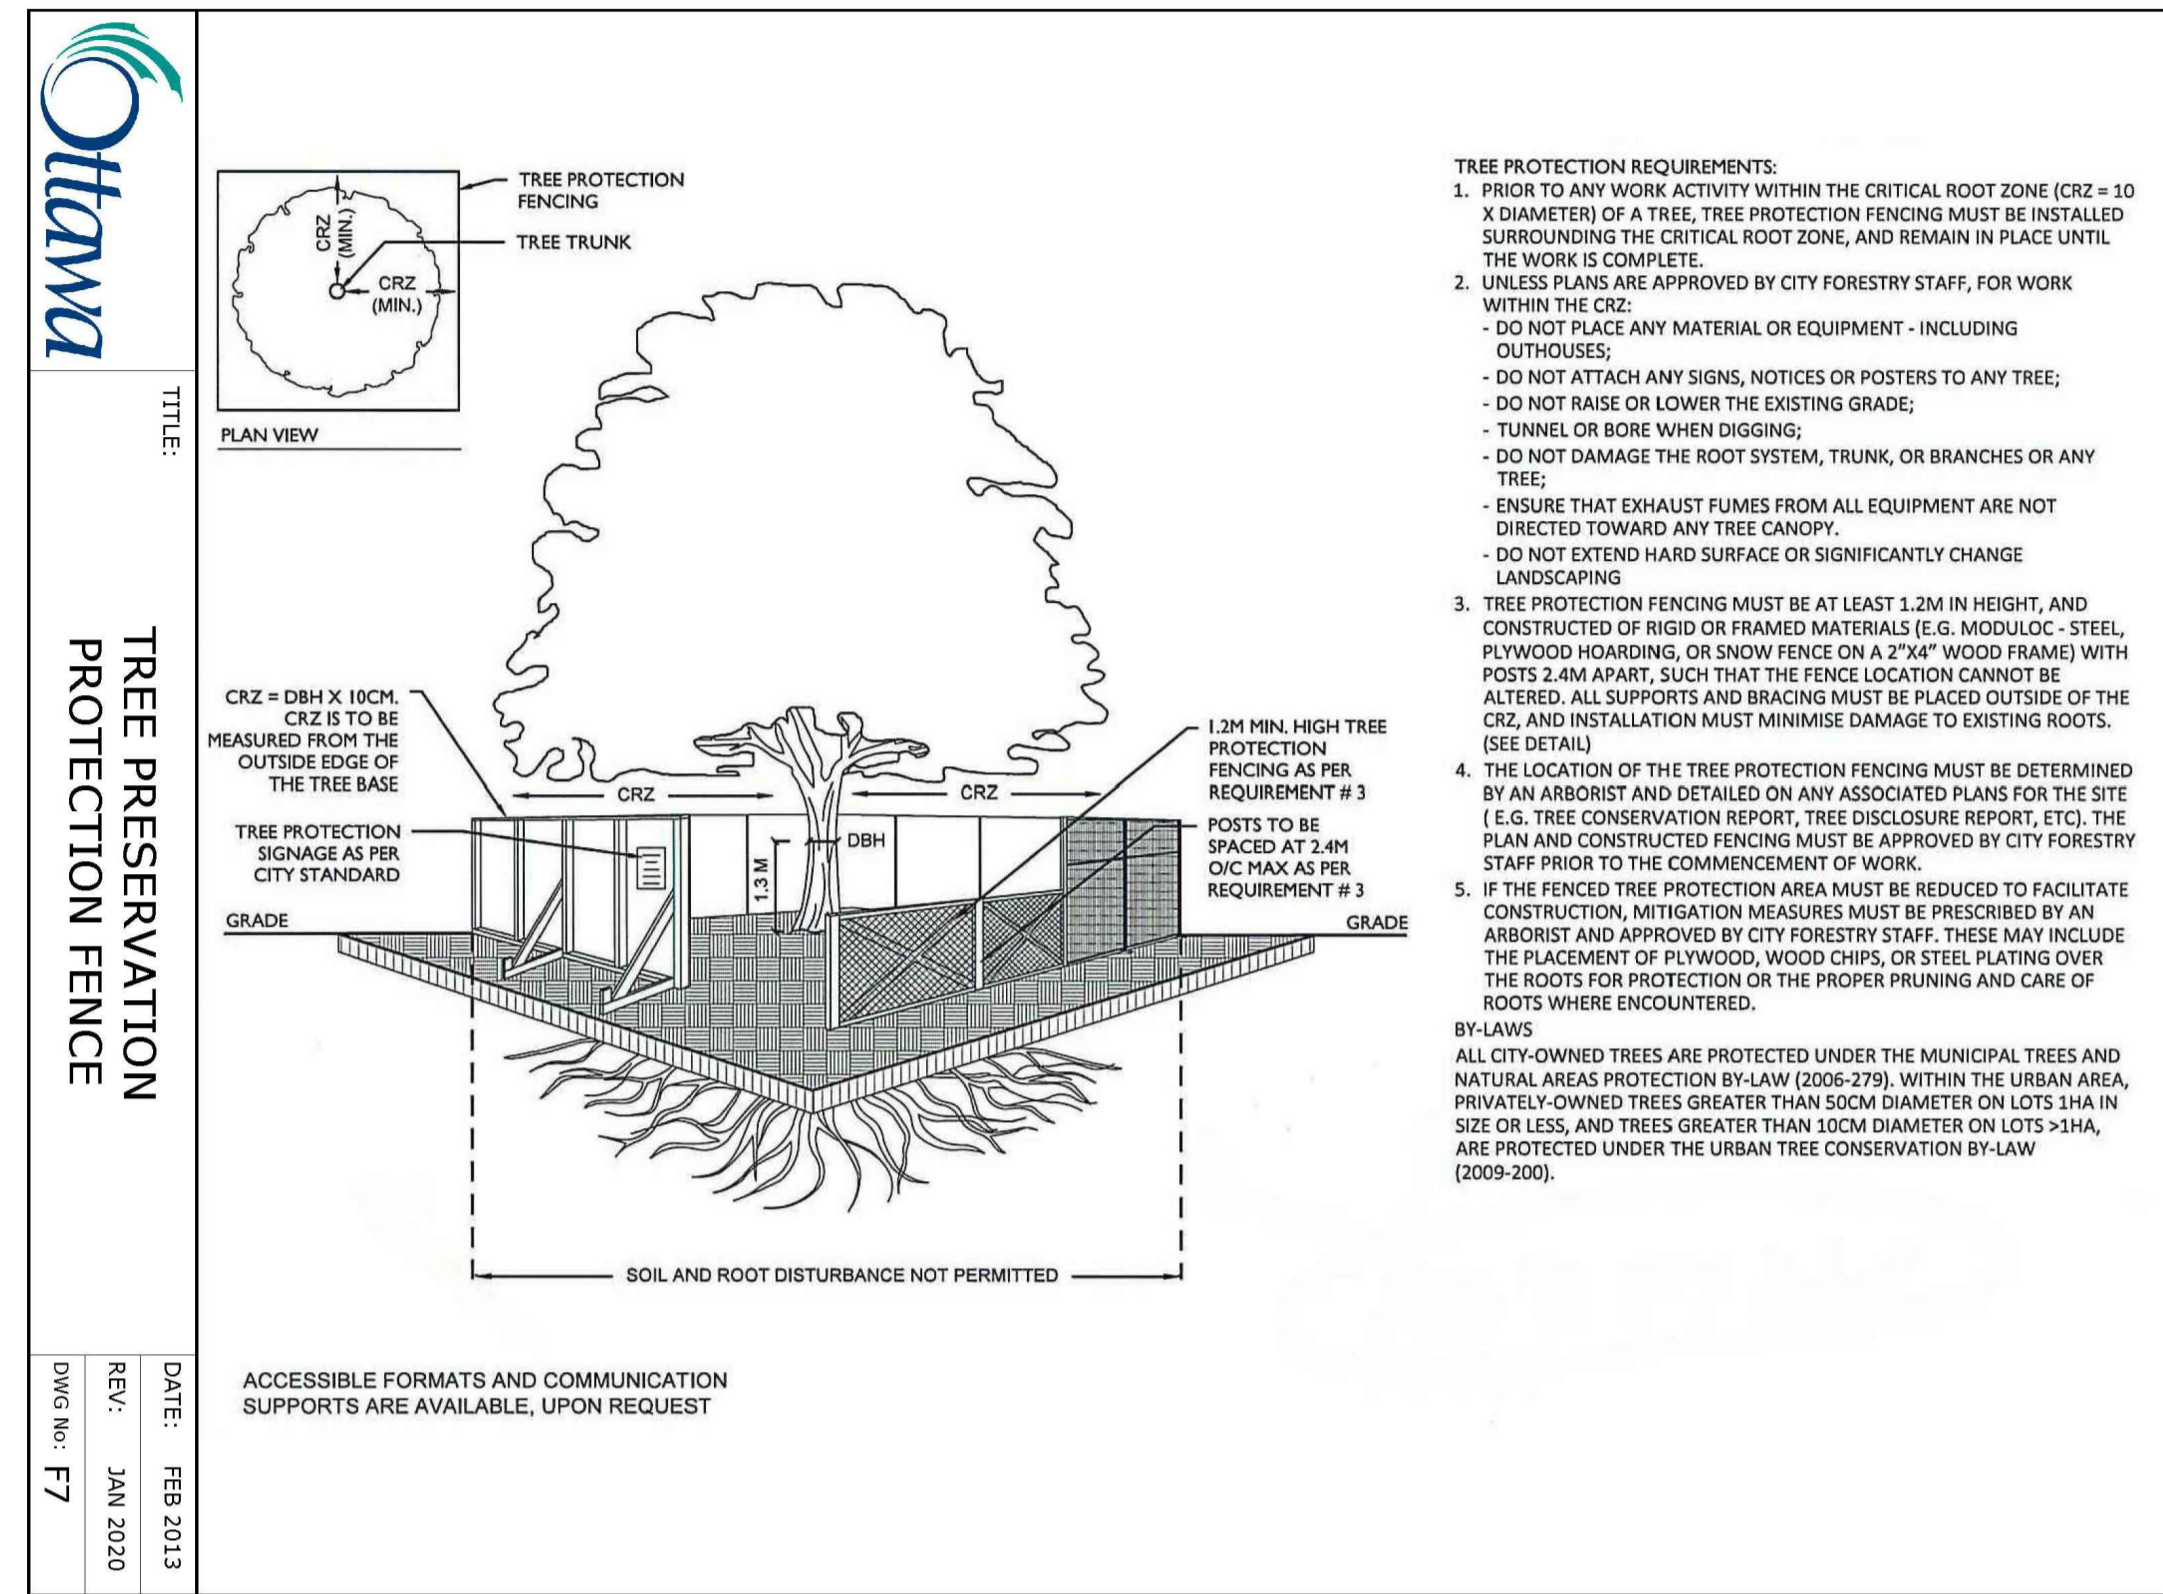 Ottawa
TITLE:
TREE PRESERVATION
PROTECTION FENCE
DATE: FEB 2013
REV: JAN 2020
DWG No: F7
TREE PROTECTION
FENCING
TREE TRUNK
CRZ
(MIN.)
CRZ
(MIN.)
PLAN VIEW
CRZ = DBH X 10CM.
CRZ IS TO BE
MEASURED FROM THE
OUTSIDE EDGE OF
THE TREE BASE
TREE PROTECTION
SIGNAGE AS PER
CITY STANDARD
GRADE
CRZ
CRZ
DBH
1.3 M
1.2M MIN. HIGH TREE
PROTECTION
FENCING AS PER
REQUIREMENT # 3
POSTS TO BE
SPACED AT 2.4M
O/C MAX AS PER
REQUIREMENT # 3
GRADE
SOIL AND ROOT DISTURBANCE NOT PERMITTED
ACCESSIBLE FORMATS AND COMMUNICATION
SUPPORTS ARE AVAILABLE, UPON REQUEST
TREE PROTECTION REQUIREMENTS:
1. PRIOR TO ANY WORK ACTIVITY WITHIN THE CRITICAL ROOT ZONE (CRZ = 10
X DIAMETER) OF A TREE, TREE PROTECTION FENCING MUST BE INSTALLED
SURROUNDING THE CRITICAL ROOT ZONE, AND REMAIN IN PLACE UNTIL
THE WORK IS COMPLETE.
2. UNLESS PLANS ARE APPROVED BY CITY FORESTRY STAFF, FOR WORK
WITHIN THE CRZ:
- DO NOT PLACE ANY MATERIAL OR EQUIPMENT - INCLUDING
OUTHOUSES;
- DO NOT ATTACH ANY SIGNS, NOTICES OR POSTERS TO ANY TREE;
- DO NOT RAISE OR LOWER THE EXISTING GRADE;
- TUNNEL OR BORE WHEN DIGGING;
- DO NOT DAMAGE THE ROOT SYSTEM, TRUNK, OR BRANCHES OR ANY
TREE;
- ENSURE THAT EXHAUST FUMES FROM ALL EQUIPMENT ARE NOT
DIRECTED TOWARD ANY TREE CANOPY.
- DO NOT EXTEND HARD SURFACE OR SIGNIFICANTLY CHANGE
LANDSCAPING
3. TREE PROTECTION FENCING MUST BE AT LEAST 1.2M IN HEIGHT, AND
CONSTRUCTED OF RIGID OR FRAMED MATERIALS (E.G. MODULOC - STEEL,
PLYWOOD HOARDING, OR SNOW FENCE ON A 2"X4" WOOD FRAME) WITH
POSTS 2.4M APART, SUCH THAT THE FENCE LOCATION CANNOT BE
ALTERED. ALL SUPPORTS AND BRACING MUST BE PLACED OUTSIDE OF THE
CRZ, AND INSTALLATION MUST MINIMISE DAMAGE TO EXISTING ROOTS.
(SEE DETAIL)
4. THE LOCATION OF THE TREE PROTECTION FENCING MUST BE DETERMINED
BY AN ARBORIST AND DETAILED ON ANY ASSOCIATED PLANS FOR THE SITE
( E.G. TREE CONSERVATION REPORT, TREE DISCLOSURE REPORT, ETC). THE
PLAN AND CONSTRUCTED FENCING MUST BE APPROVED BY CITY FORESTRY
STAFF PRIOR TO THE COMMENCEMENT OF WORK.
5. IF THE FENCED TREE PROTECTION AREA MUST BE REDUCED TO FACILITATE
CONSTRUCTION, MITIGATION MEASURES MUST BE PRESCRIBED BY AN
ARBORIST AND APPROVED BY CITY FORESTRY STAFF. THESE MAY INCLUDE
THE PLACEMENT OF PLYWOOD, WOOD CHIPS, OR STEEL PLATING OVER
THE ROOTS FOR PROTECTION OR THE PROPER PRUNING AND CARE OF
ROOTS WHERE ENCOUNTERED.
BY-LAWS
ALL CITY-OWNED TREES ARE PROTECTED UNDER THE MUNICIPAL TREES AND
NATURAL AREAS PROTECTION BY-LAW (2006-279). WITHIN THE URBAN AREA,
PRIVATELY-OWNED TREES GREATER THAN 50CM DIAMETER ON LOTS 1HA IN
SIZE OR LESS, AND TREES GREATER THAN 10CM DIAMETER ON LOTS >1HA,
ARE PROTECTED UNDER THE URBAN TREE CONSERVATION BY-LAW
(2009-200).